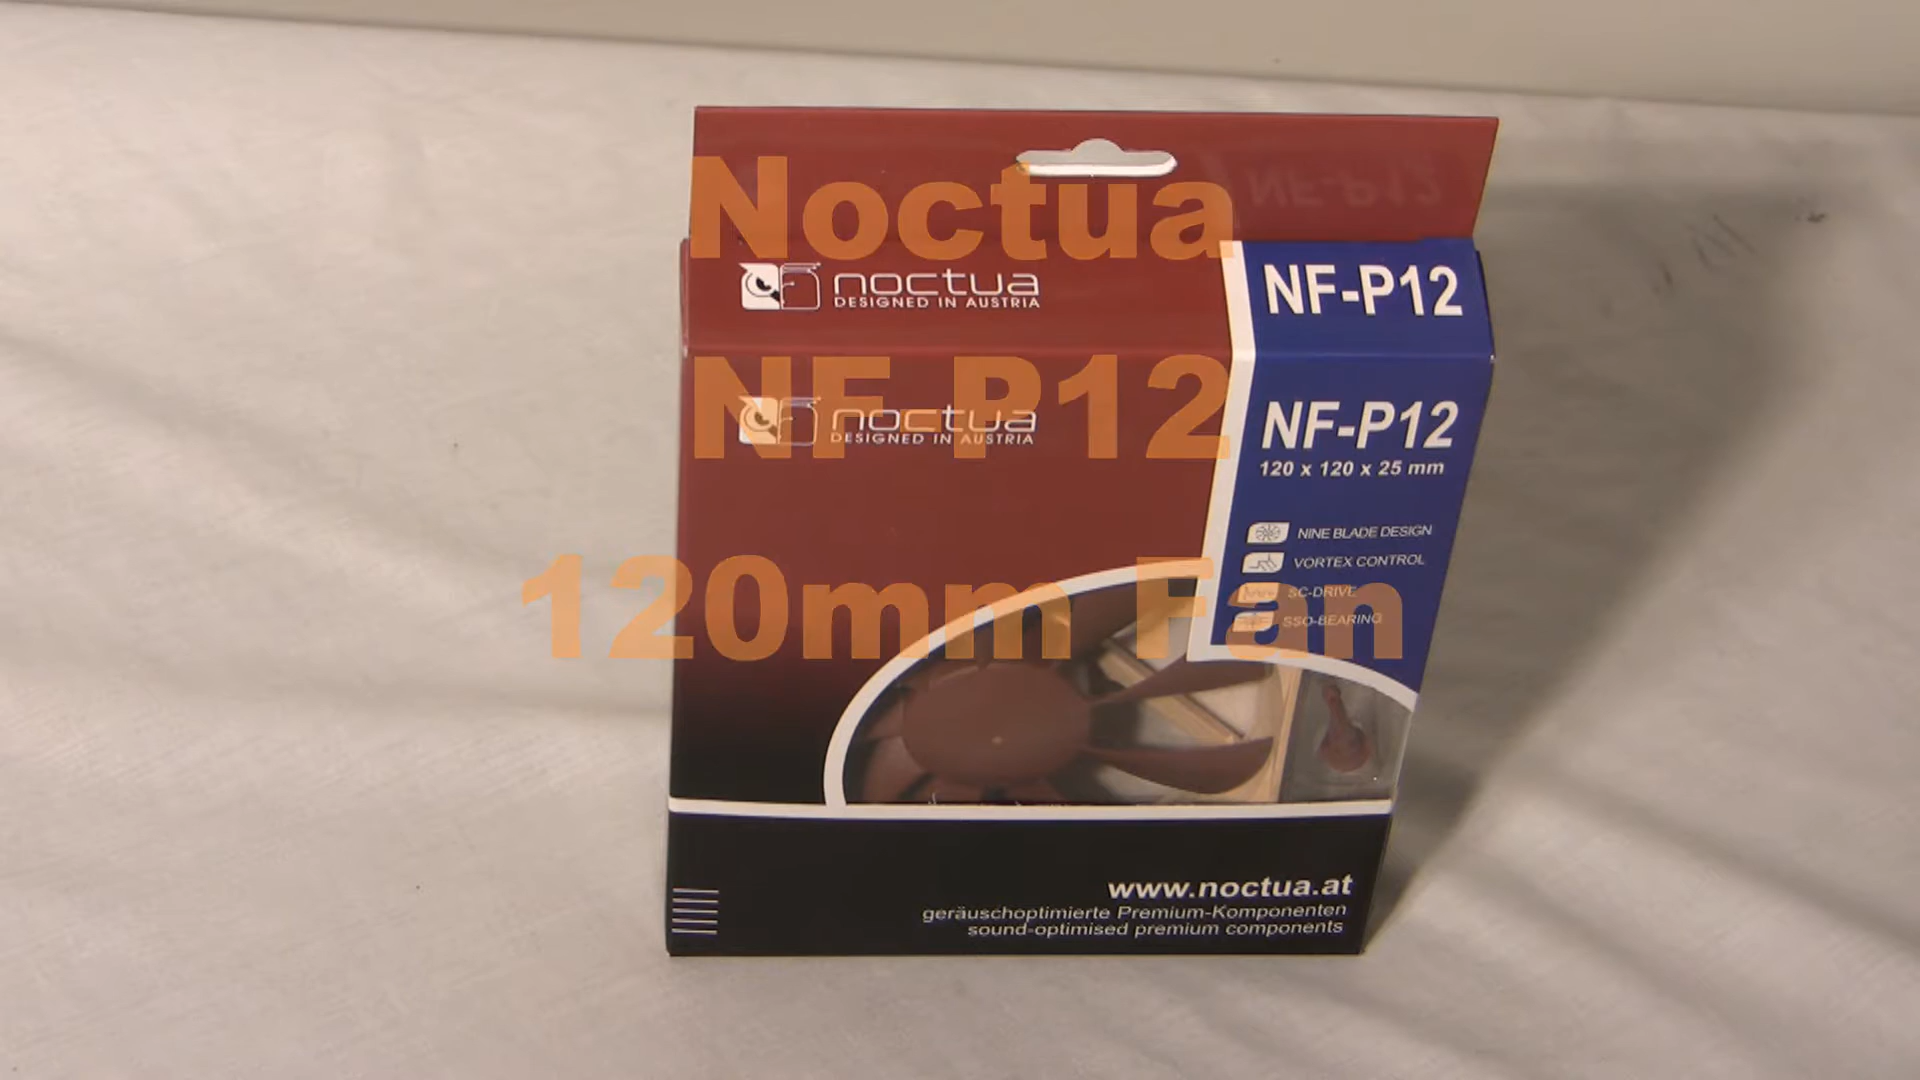 Noctua
NF-P12
120mm Fan
NF-P12
noctua
DESIGNED IN AUSTRIA
NF-P12
noctua
DESIGNED IN AUSTRIA
NF-P12
120 x 120 x 25 mm
NINE BLADE DESIGN
VORTEX CONTROL
SC-DRIVE
SSO-BEARING
www.noctua.at
geräuschoptimierte Premium-Komponenten
sound-optimised premium components